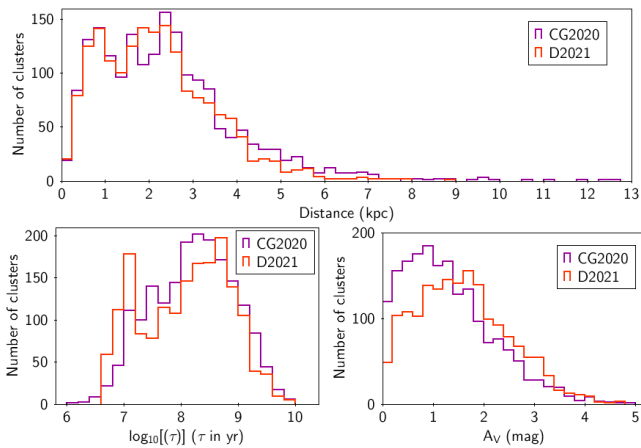 150
100
50
0
Number of clusters
CG2020
D2021
0 1 2 3 4 5 6 7 8 9 10 11 12 13
Distance (kpc)
200
150
100
50
0
Number of clusters
CG2020
D2021
6 7 8 9 10
log10[(τ)] (τ in yr)
200
100
0
Number of clusters
CG2020
D2021
0 1 2 3 4 5
AV (mag)